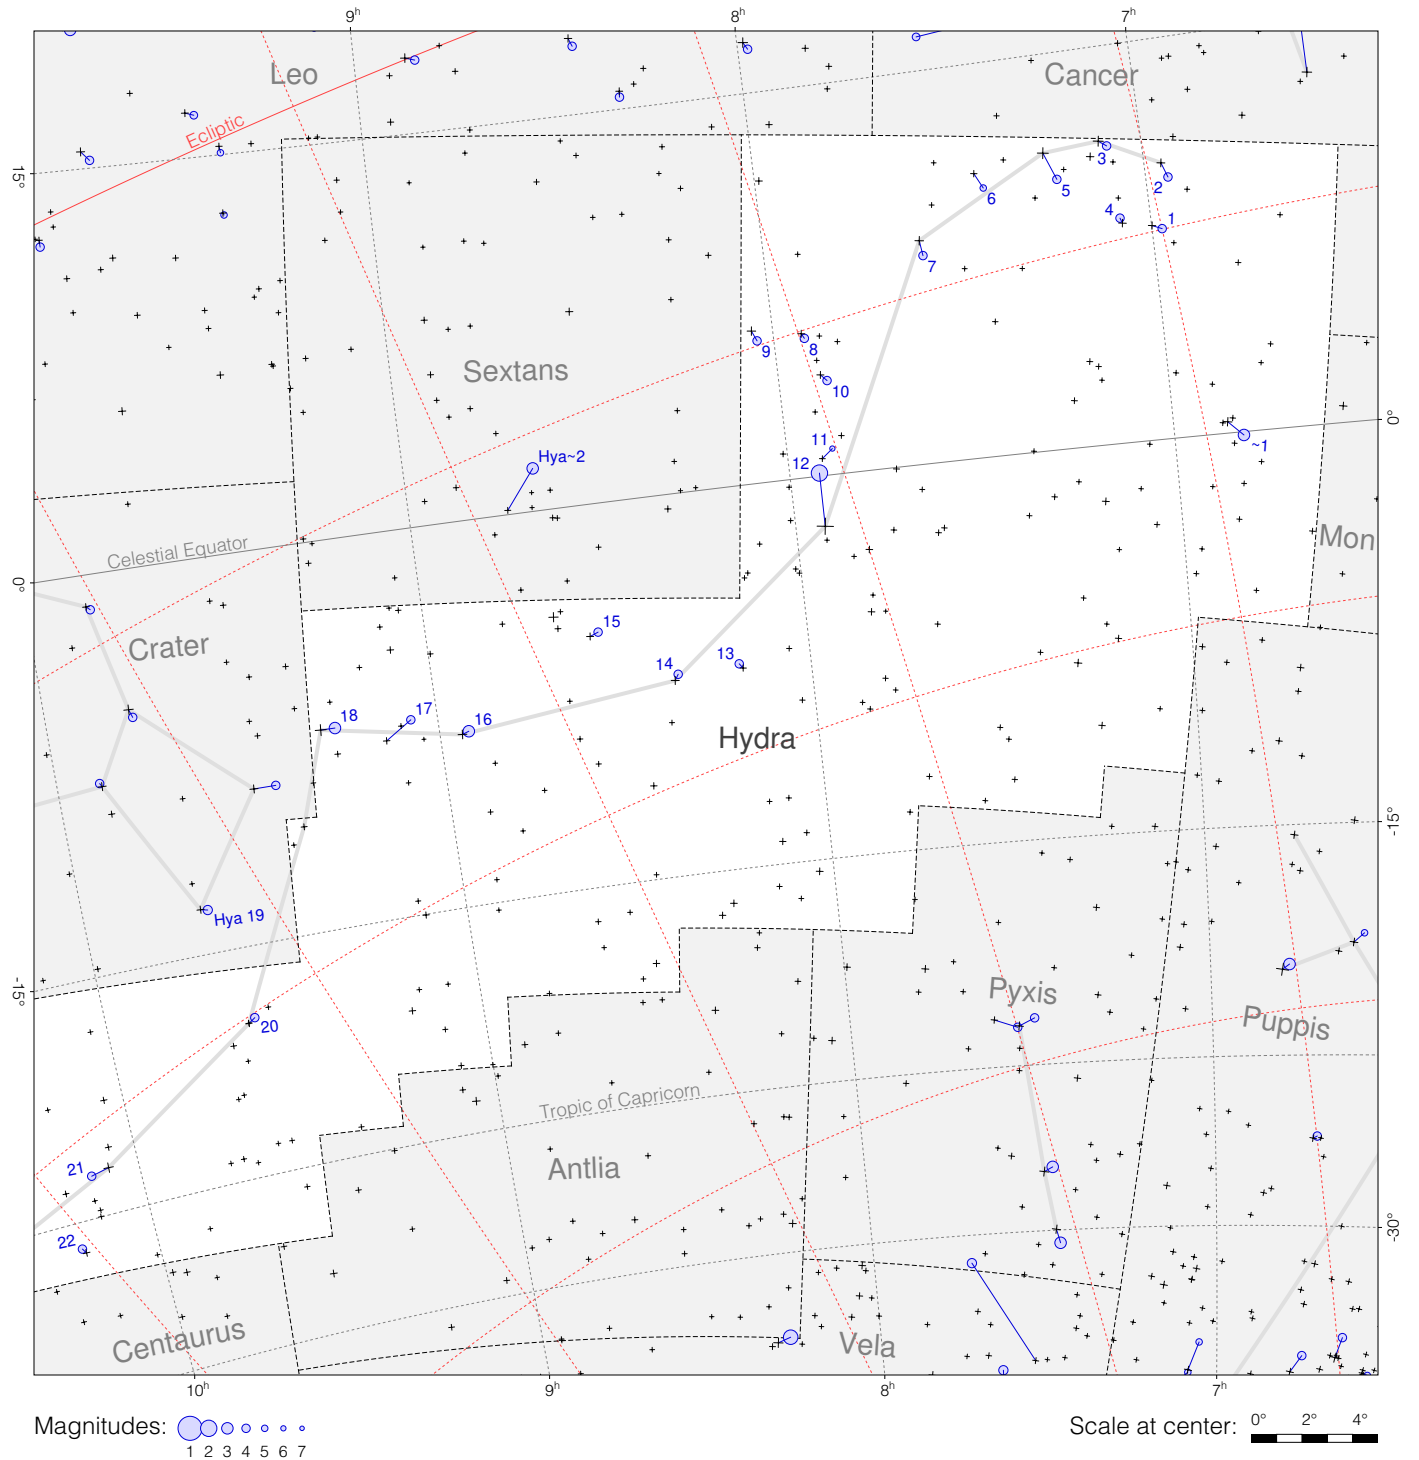 9h 8h 7h
Leo
Cancer
Ecliptic
15°
3
2
5
6
4
1
7
9
8
10
Sextans
0°
11
~1
Hya~2
12
Mon
Celestial Equator
0°
15
Crater
13
14
18
17
16
Hydra
-15°
Hya 19
-15°
20
Pyxis
Puppis
Tropic of Capricorn
21
Antlia
-30°
22
Centaurus
Vela
10h 9h 8h 7h
Magnitudes:
1 2 3 4 5 6 7
Scale at center:
0° 2° 4°